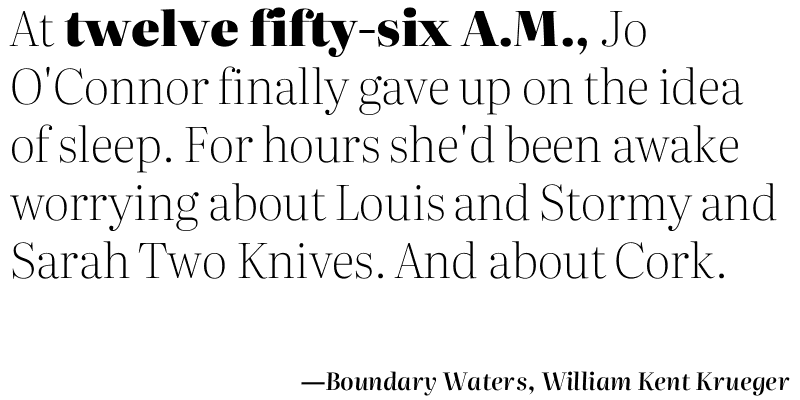 At twelve fifty-six A.M., Jo
O'Connor finally gave up on the idea
of sleep. For hours she'd been awake
worrying about Louis and Stormy and
Sarah Two Knives. And about Cork.
—Boundary Waters, William Kent Krueger